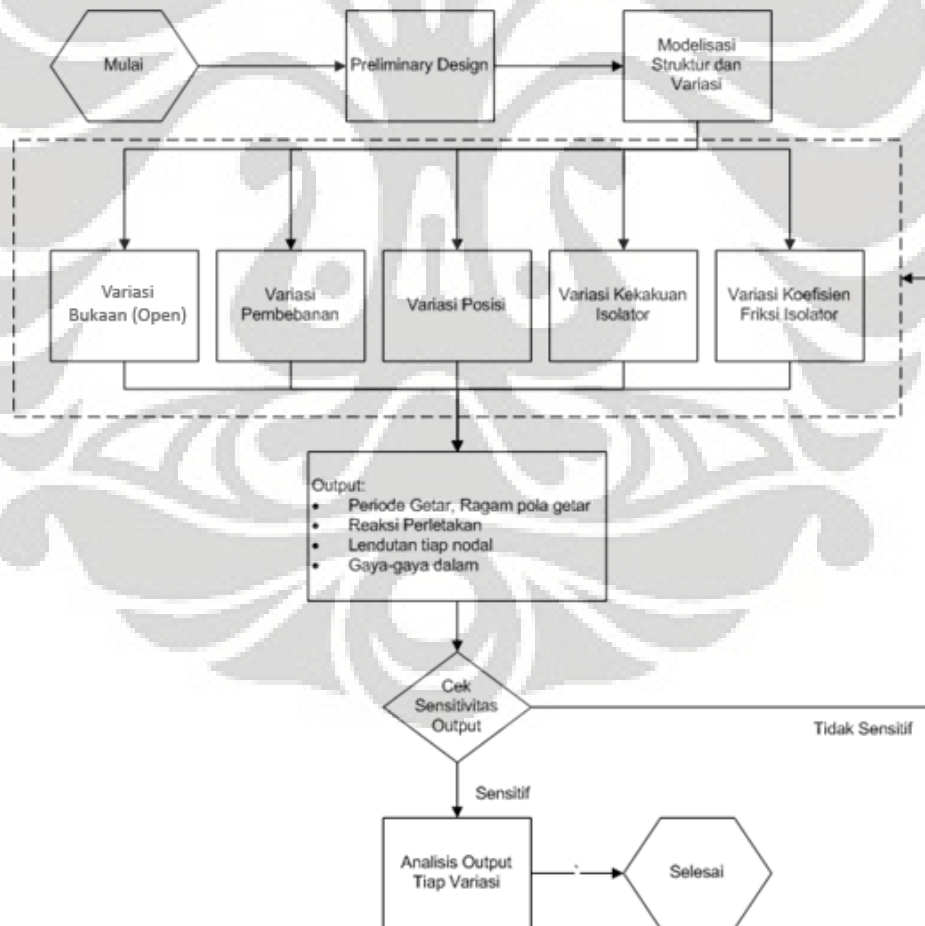 Mulai
Preliminary Design
Modelisasi
Struktur dan
Variasi
Variasi
Bukaan (Open)
Variasi
Pembebanan
Variasi Posisi
Variasi Kekakuan
Isolator
Variasi Koefisien
Friksi Isolator
Output:
• Periode Getar, Ragam pola getar
• Reaksi Perletakan
• Lendutan tiap nodal
• Gaya-gaya dalam
Cek
Sensitivitas
Output
Tidak Sensitif
Sensitif
Analisis Output
Tiap Variasi
Selesai